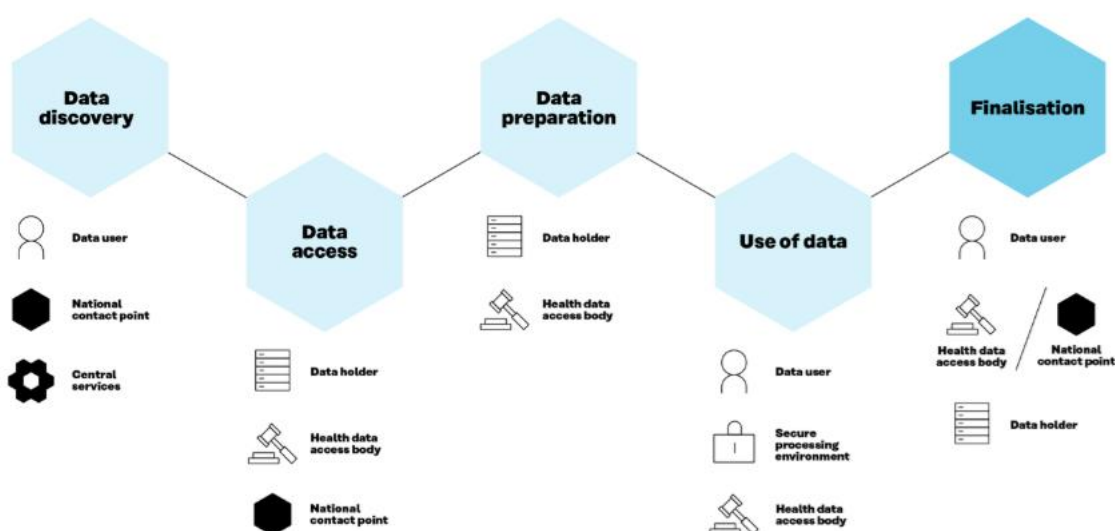 Data
discovery
Data user
National
contact point
Central
services
Data
access
Data holder
Health data
access body
National
contact point
Data
preparation
Data holder
Health data
access body
Use of data
Data user
Secure
processing
environment
Health data
access body
Finalisation
Data user
Health data
access body
National
contact point
Data holder